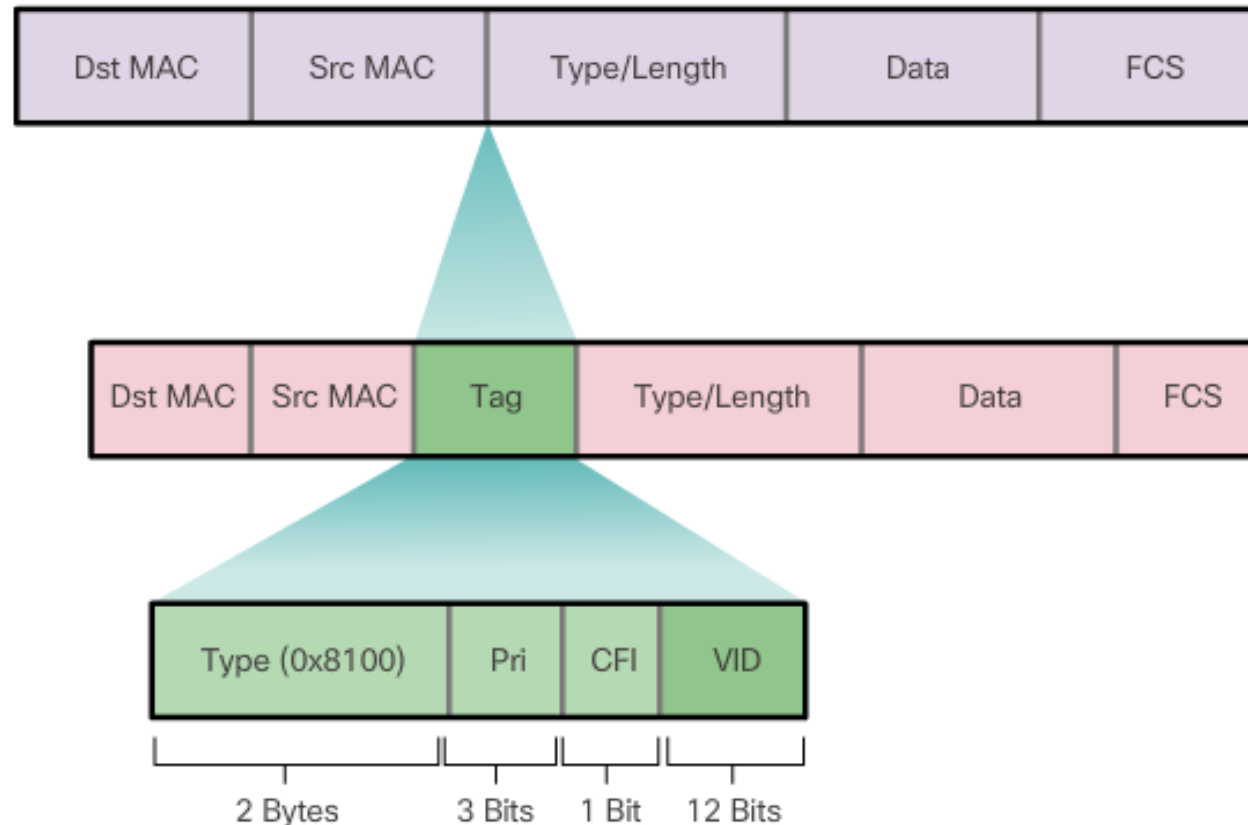 Dst MAC Src MAC Type/Length Data FCS
Dst MAC Src MAC Tag Type/Length Data FCS
Type (0x8100) Pri CFI VID
2 Bytes 3 Bits 1 Bit 12 Bits